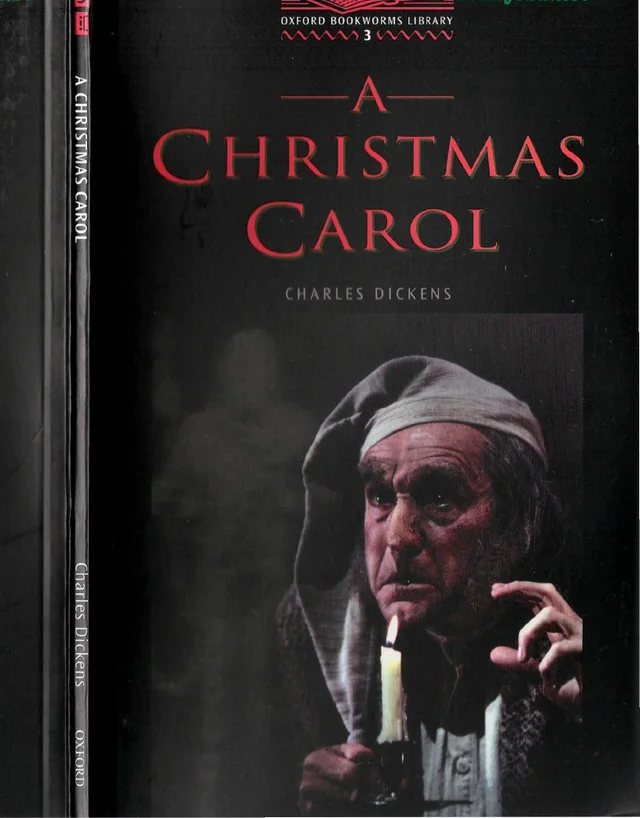 OXFORD BOOKWORMS LIBRARY
3
A
CHRISTMAS
CAROL
CHARLES DICKENS
A CHRISTMAS CAROL
Charles Dickens
OXFORD